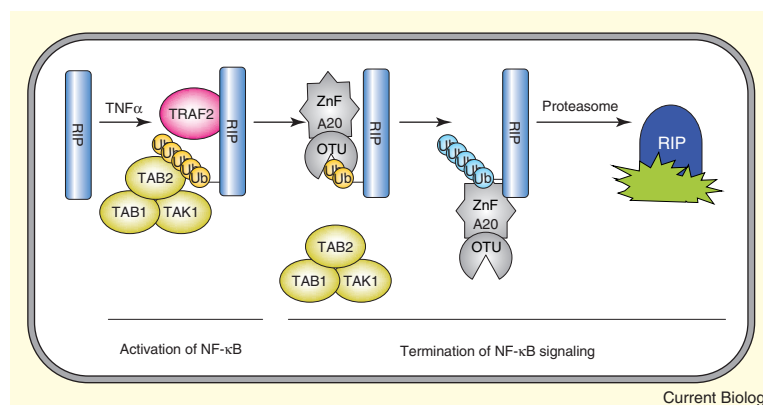 RIP
TNFα
TRAF2
RIP
Ub
Ub
Ub
Ub
Ub
TAB2
TAB1
TAK1
ZnF
A20
OTU
Ub
Ub
RIP
TAB2
TAB1
TAK1
Ub
Ub
Ub
Ub
Ub
RIP
ZnF
A20
OTU
Proteasome
RIP
Activation of NF-κB
Termination of NF-κB signaling
Current Biolog